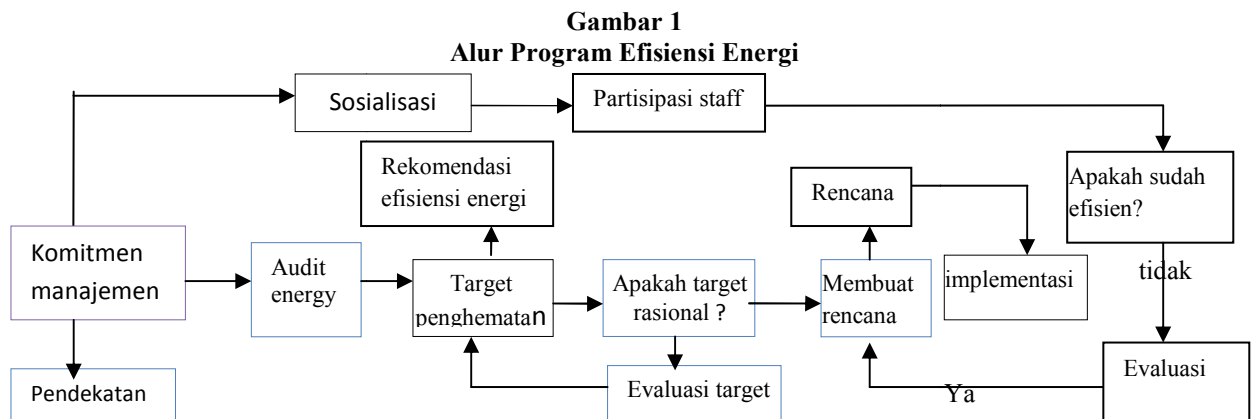 Gambar 1
Alur Program Efisiensi Energi
Sosialisasi
Partisipasi staff
Rekomendasi
efisiensi energi
Rencana
Apakah sudah
efisien?
Komitmen
manajemen
Audit
energy
Target
penghematan
Apakah target
rasional ?
Membuat
rencana
implementasi
tidak
Pendekatan
Evaluasi target
Ya
Evaluasi